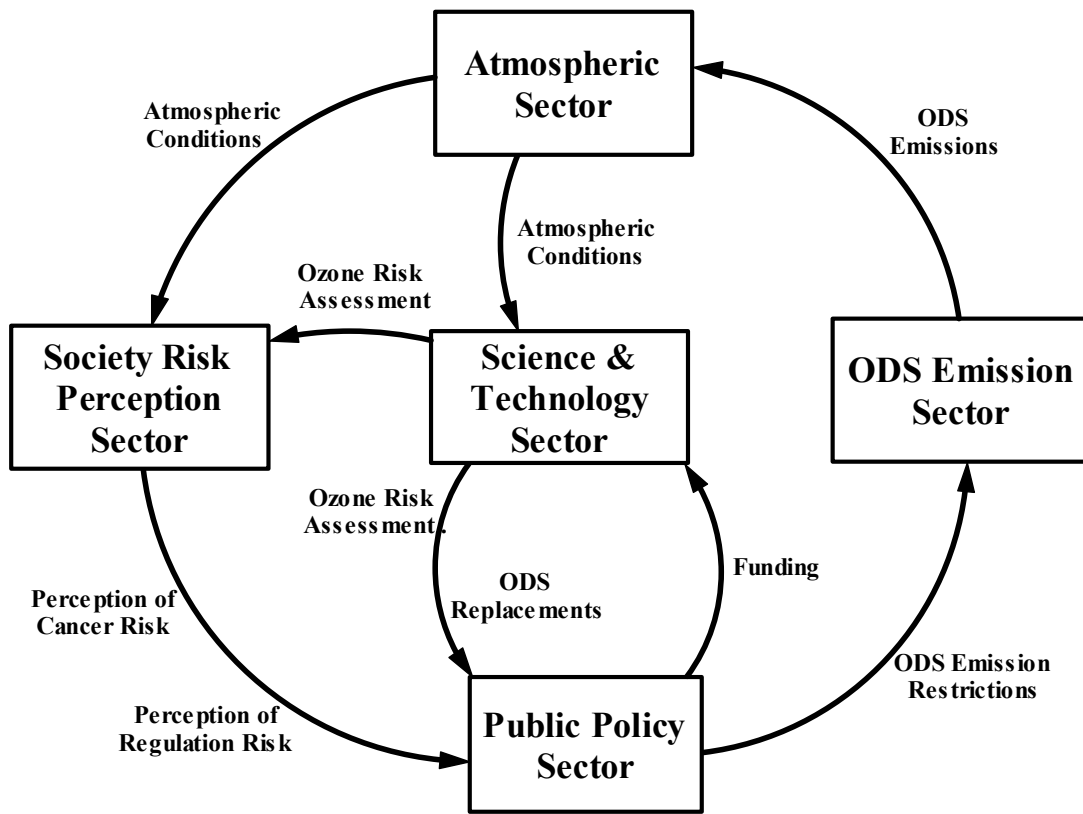 Atmospheric
Sector
Atmospheric
Conditions
ODS
Emissions
Atmospheric
Conditions
Ozone Risk
Assessment
Society Risk
Perception
Sector
Science &
Technology
Sector
ODS Emission
Sector
Ozone Risk
Assessment.
ODS
Replacements
Funding
Perception of
Cancer Risk
ODS Emission
Restrictions
Perception of
Regulation Risk
Public Policy
Sector